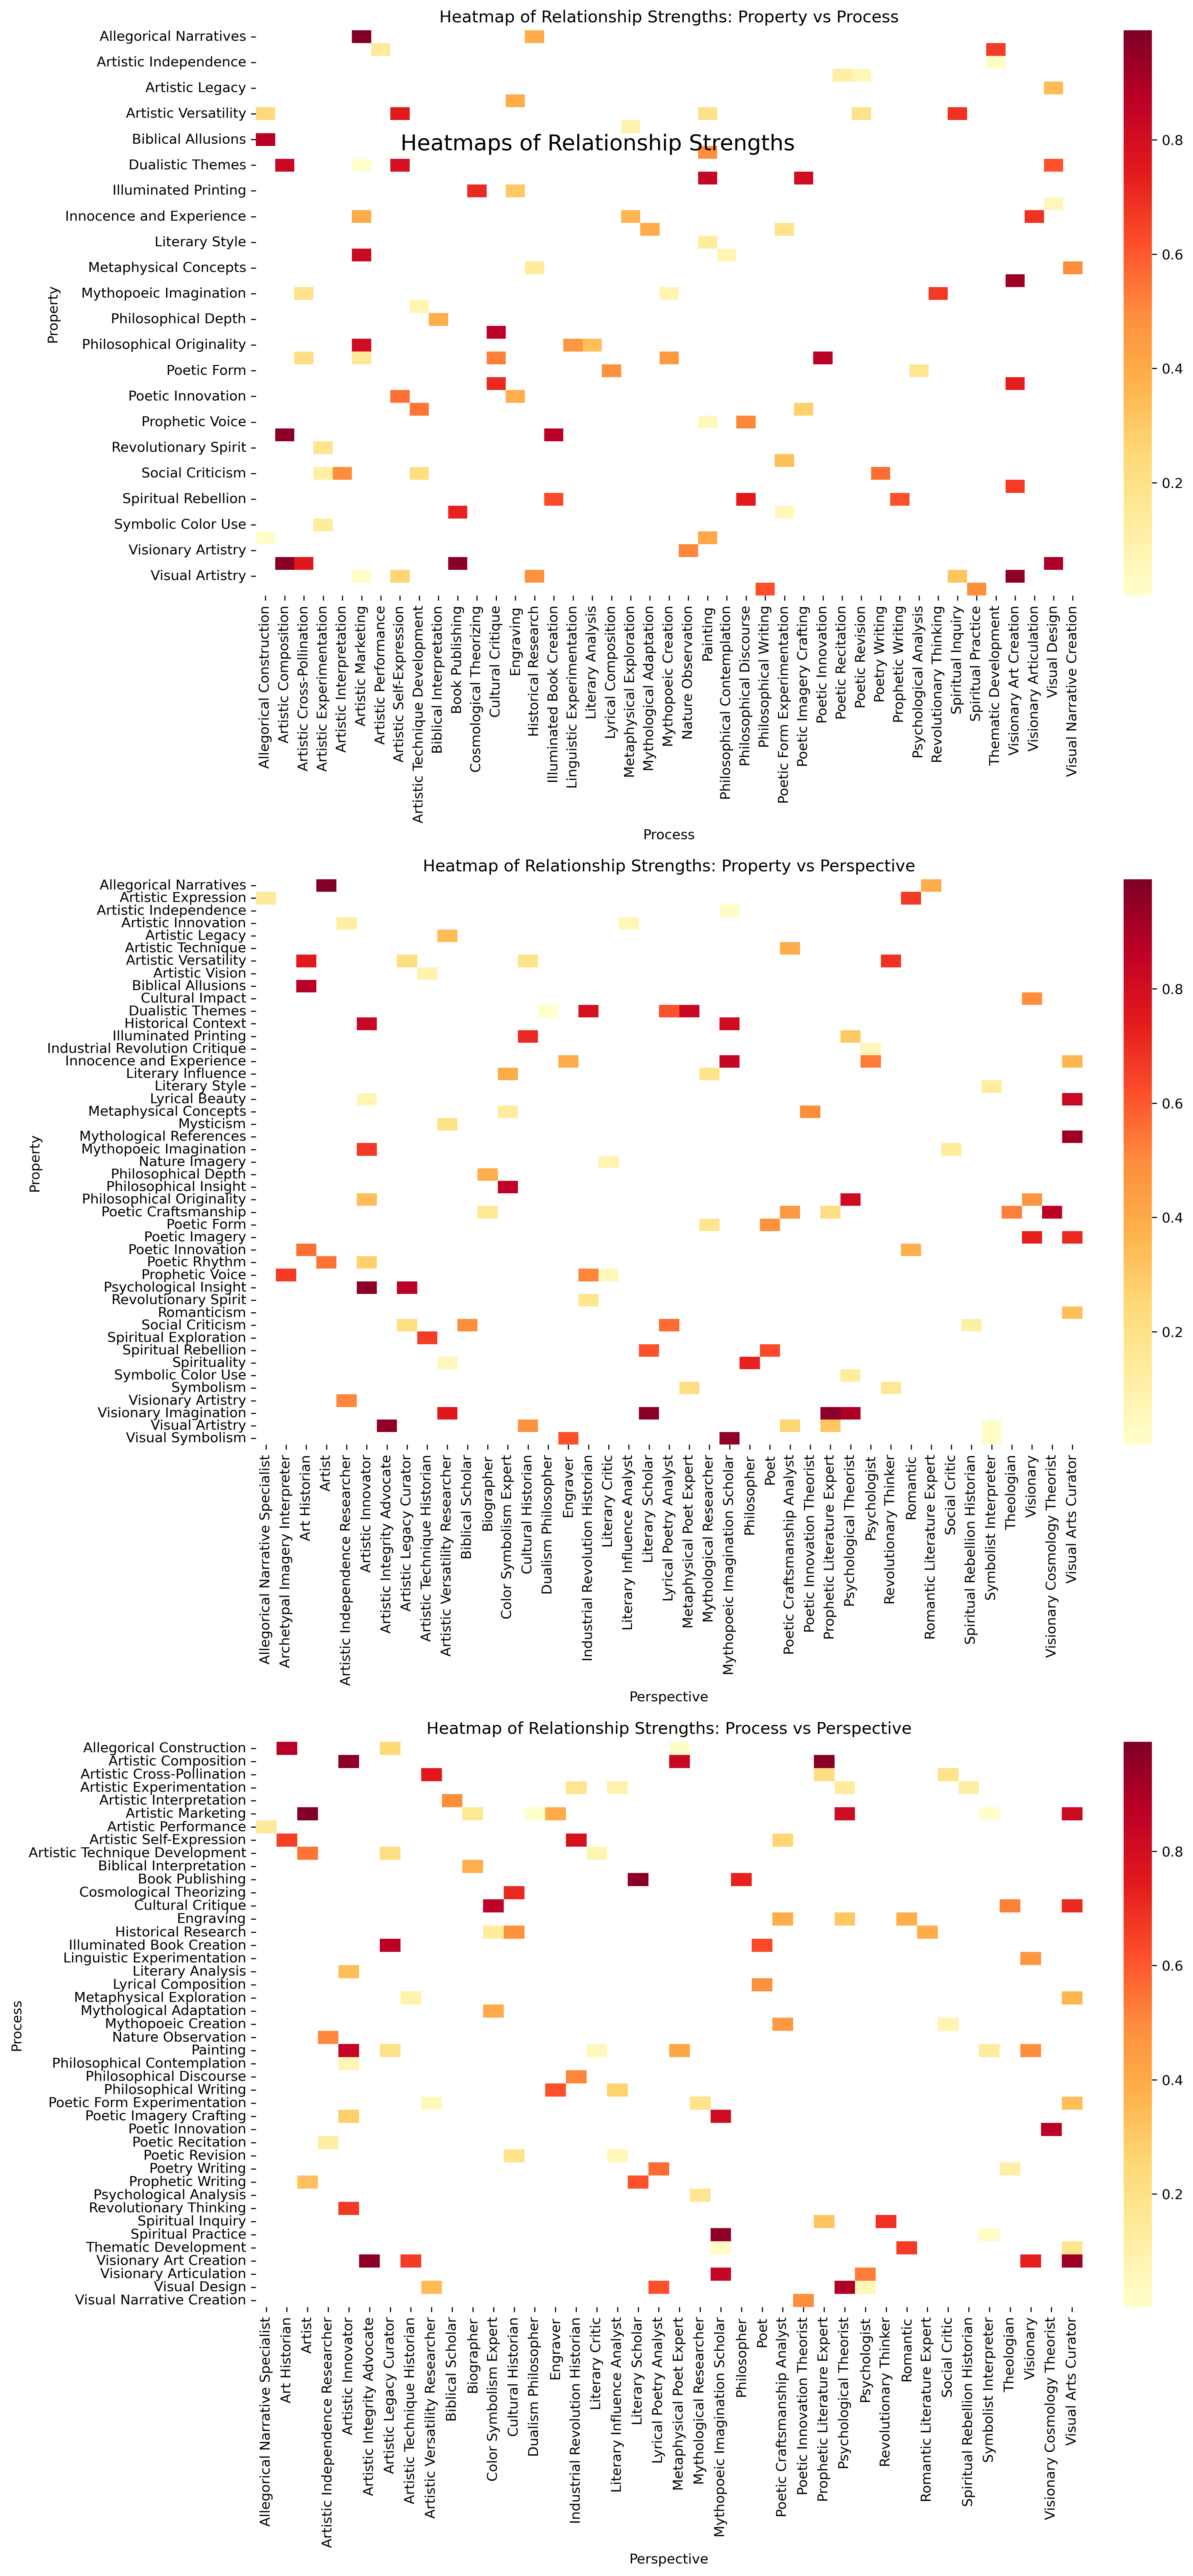 Heatmap of Relationship Strengths: Property vs Process
Allegorical Narratives
Artistic Independence
Artistic Legacy
Artistic Versatility
Biblical Allusions
Heatmaps of Relationship Strengths
Dualistic Themes
Illuminated Printing
Innocence and Experience
Literary Style
Metaphysical Concepts
Mythopoeic Imagination
Philosophical Depth
Philosophical Originality
Poetic Form
Poetic Innovation
Prophetic Voice
Revolutionary Spirit
Social Criticism
Spiritual Rebellion
Symbolic Color Use
Visionary Artistry
Visual Artistry
Property
0.8
0.6
0.4
0.2
Allegorical Construction
Artistic Composition
Artistic Cross-Pollination
Artistic Experimentation
Artistic Interpretation
Artistic Marketing
Artistic Performance
Artistic Self-Expression
Artistic Technique Development
Biblical Interpretation
Book Publishing
Cosmological Theorizing
Cultural Critique
Engraving
Historical Research
Illuminated Book Creation
Linguistic Experimentation
Literary Analysis
Lyrical Composition
Metaphysical Exploration
Mythological Adaptation
Mythopoeic Creation
Nature Observation
Painting
Philosophical Contemplation
Philosophical Discourse
Philosophical Writing
Poetic Form Experimentation
Poetic Imagery Crafting
Poetic Innovation
Poetic Recitation
Poetic Revision
Poetry Writing
Prophetic Writing
Psychological Analysis
Revolutionary Thinking
Spiritual Inquiry
Spiritual Practice
Thematic Development
Visionary Art Creation
Visionary Articulation
Visual Design
Visual Narrative Creation
Process
Heatmap of Relationship Strengths: Property vs Perspective
Allegorical Narratives
Artistic Expression
Artistic Independence
Artistic Innovation
Artistic Legacy
Artistic Technique
Artistic Versatility
Artistic Vision
Biblical Allusions
Cultural Impact
Dualistic Themes
Historical Context
Illuminated Printing
Industrial Revolution Critique
Innocence and Experience
Literary Influence
Literary Style
Lyrical Beauty
Metaphysical Concepts
Mysticism
Mythological References
Mythopoeic Imagination
Nature Imagery
Philosophical Depth
Philosophical Insight
Philosophical Originality
Poetic Craftsmanship
Poetic Form
Poetic Imagery
Poetic Innovation
Poetic Rhythm
Prophetic Voice
Psychological Insight
Revolutionary Spirit
Romanticism
Social Criticism
Spiritual Exploration
Spiritual Rebellion
Spirituality
Symbolic Color Use
Symbolism
Visionary Artistry
Visionary Imagination
Visual Artistry
Visual Symbolism
Property
0.8
0.6
0.4
0.2
Allegorical Narrative Specialist
Archetypal Imagery Interpreter
Art Historian
Artist
Artistic Independence Researcher
Artistic Innovator
Artistic Integrity Advocate
Artistic Legacy Curator
Artistic Technique Historian
Artistic Versatility Researcher
Biblical Scholar
Biographer
Color Symbolism Expert
Cultural Historian
Dualism Philosopher
Engraver
Industrial Revolution Historian
Literary Critic
Literary Influence Analyst
Literary Scholar
Lyrical Poetry Analyst
Metaphysical Poet Expert
Mythological Researcher
Mythopoeic Imagination Scholar
Philosopher
Poet
Poetic Craftsmanship Analyst
Poetic Innovation Theorist
Prophetic Literature Expert
Psychological Theorist
Psychologist
Revolutionary Thinker
Romantic
Romantic Literature Expert
Social Critic
Spiritual Rebellion Historian
Symbolist Interpreter
Theologian
Visionary
Visionary Cosmology Theorist
Visual Arts Curator
Perspective
Heatmap of Relationship Strengths: Process vs Perspective
Allegorical Construction
Artistic Composition
Artistic Cross-Pollination
Artistic Experimentation
Artistic Interpretation
Artistic Marketing
Artistic Performance
Artistic Self-Expression
Artistic Technique Development
Biblical Interpretation
Book Publishing
Cosmological Theorizing
Cultural Critique
Engraving
Historical Research
Illuminated Book Creation
Linguistic Experimentation
Literary Analysis
Lyrical Composition
Metaphysical Exploration
Mythological Adaptation
Mythopoeic Creation
Nature Observation
Painting
Philosophical Contemplation
Philosophical Discourse
Philosophical Writing
Poetic Form Experimentation
Poetic Imagery Crafting
Poetic Innovation
Poetic Recitation
Poetic Revision
Poetry Writing
Prophetic Writing
Psychological Analysis
Revolutionary Thinking
Spiritual Inquiry
Spiritual Practice
Thematic Development
Visionary Art Creation
Visionary Articulation
Visual Design
Visual Narrative Creation
Process
0.8
0.6
0.4
0.2
Allegorical Narrative Specialist
Art Historian
Artist
Artistic Independence Researcher
Artistic Innovator
Artistic Integrity Advocate
Artistic Legacy Curator
Artistic Technique Historian
Artistic Versatility Researcher
Biblical Scholar
Biographer
Color Symbolism Expert
Cultural Historian
Dualism Philosopher
Engraver
Industrial Revolution Historian
Literary Critic
Literary Influence Analyst
Literary Scholar
Lyrical Poetry Analyst
Metaphysical Poet Expert
Mythological Researcher
Mythopoeic Imagination Scholar
Philosopher
Poet
Poetic Craftsmanship Analyst
Poetic Innovation Theorist
Prophetic Literature Expert
Psychological Theorist
Psychologist
Revolutionary Thinker
Romantic
Romantic Literature Expert
Social Critic
Spiritual Rebellion Historian
Symbolist Interpreter
Theologian
Visionary
Visionary Cosmology Theorist
Visual Arts Curator
Perspective